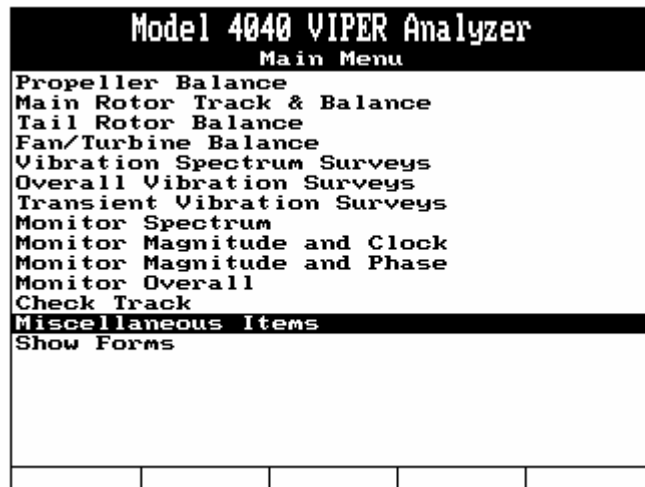 Model 4040 VIPER Analyzer
Main Menu
Propeller Balance
Main Rotor Track & Balance
Tail Rotor Balance
Fan/Turbine Balance
Vibration Spectrum Surveys
Overall Vibration Surveys
Transient Vibration Surveys
Monitor Spectrum
Monitor Magnitude and Clock
Monitor Magnitude and Phase
Monitor Overall
Check Track
Miscellaneous Items
Show Forms